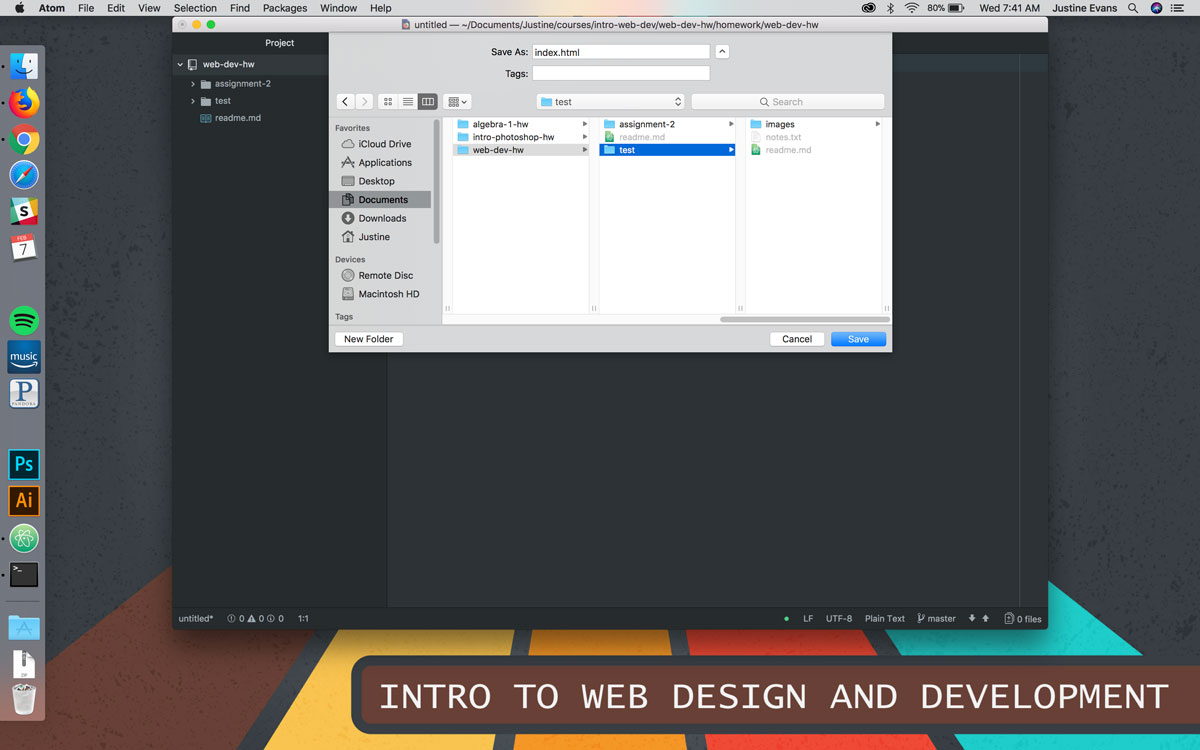 Atom File Edit View Selection Find Packages Window Help 80% Wed 7:41 AM Justine Evans
untitled — ~/Documents/Justine/courses/intro-web-dev/web-dev-hw/homework/web-dev-hw
Project
web-dev-hw
assignment-2
test
readme.md
Save As: index.html
Tags:
test
Search
Favorites
iCloud Drive
Applications
Desktop
Documents
Downloads
Justine
Devices
Remote Disc
Macintosh HD
Tags
algebra-1-hw
intro-photoshop-hw
web-dev-hw
assignment-2
readme.md
test
images
notes.txt
readme.md
New Folder
Cancel
Save
S
FEB
7
music
P
PANDORA
Ps
Ai
>_
ZIP
untitled* 0 0 0 1:1
LF UTF-8 Plain Text master 0 files
INTRO TO WEB DESIGN AND DEVELOPMENT